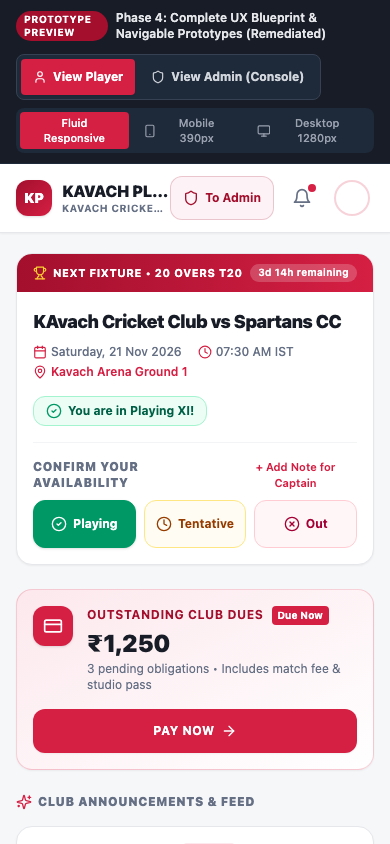 PROTOTYPE
PREVIEW
Phase 4: Complete UX Blueprint &
Navigable Prototypes (Remediated)
View Player
View Admin (Console)
Fluid
Responsive
Mobile
390px
Desktop
1280px
KP
KAVACH PL...
KAVACH CRICKE...
To Admin
NEXT FIXTURE • 20 OVERS T20
3d 14h remaining
KAvach Cricket Club vs Spartans CC
Saturday, 21 Nov 2026
07:30 AM IST
Kavach Arena Ground 1
You are in Playing XI!
CONFIRM YOUR
AVAILABILITY
+ Add Note for
Captain
Playing
Tentative
Out
OUTSTANDING CLUB DUES
Due Now
₹1,250
3 pending obligations • Includes match fee &
studio pass
PAY NOW →
CLUB ANNOUNCEMENTS & FEED